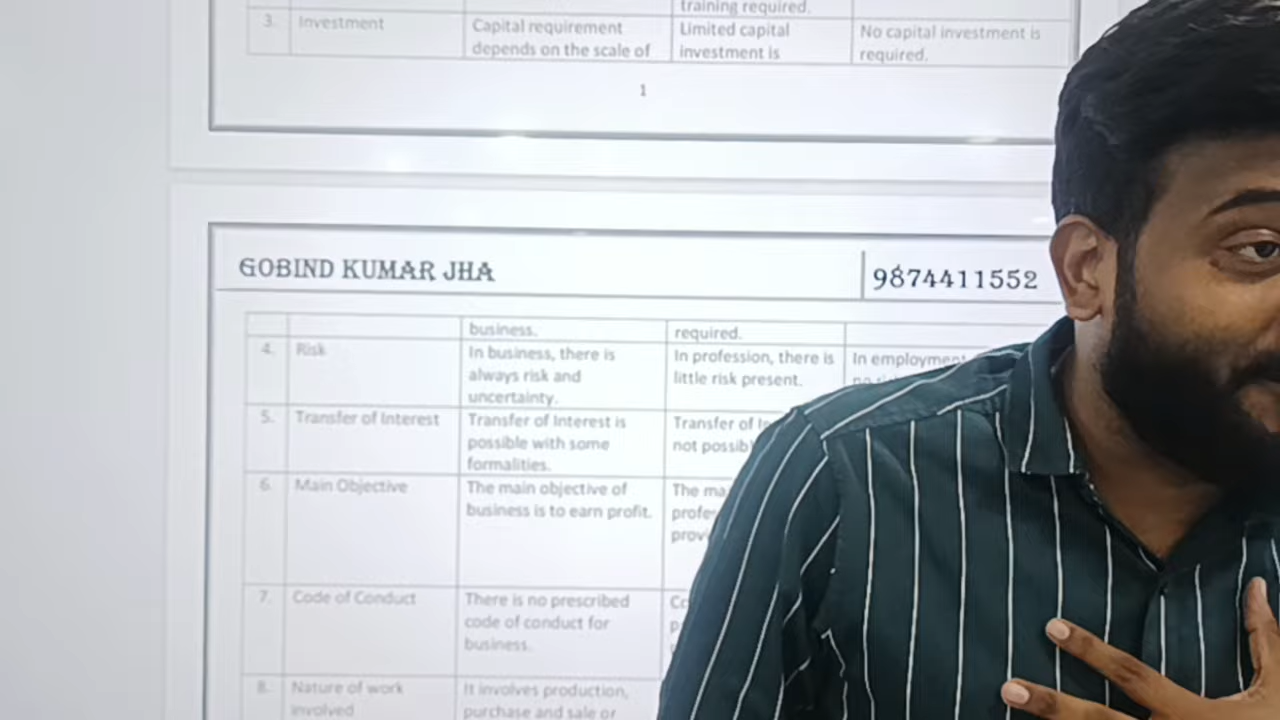 training required.
3. Investment Capital requirement Limited capital No capital investment is
depends on the scale of investment is required.
1
GOBIND KUMAR JHA 9874411552
business. required.
4. Risk In business, there is In profession, there is In employment
always risk and little risk present.
uncertainty.
5. Transfer of Interest Transfer of Interest is Transfer of
possible with some not
formalities.
6. Main Objective The main objective of The
business is to earn profit.
7. Code of Conduct There is no prescribed
code of conduct for
business.
8. Nature of work It involves production,
involved purchase and sale or